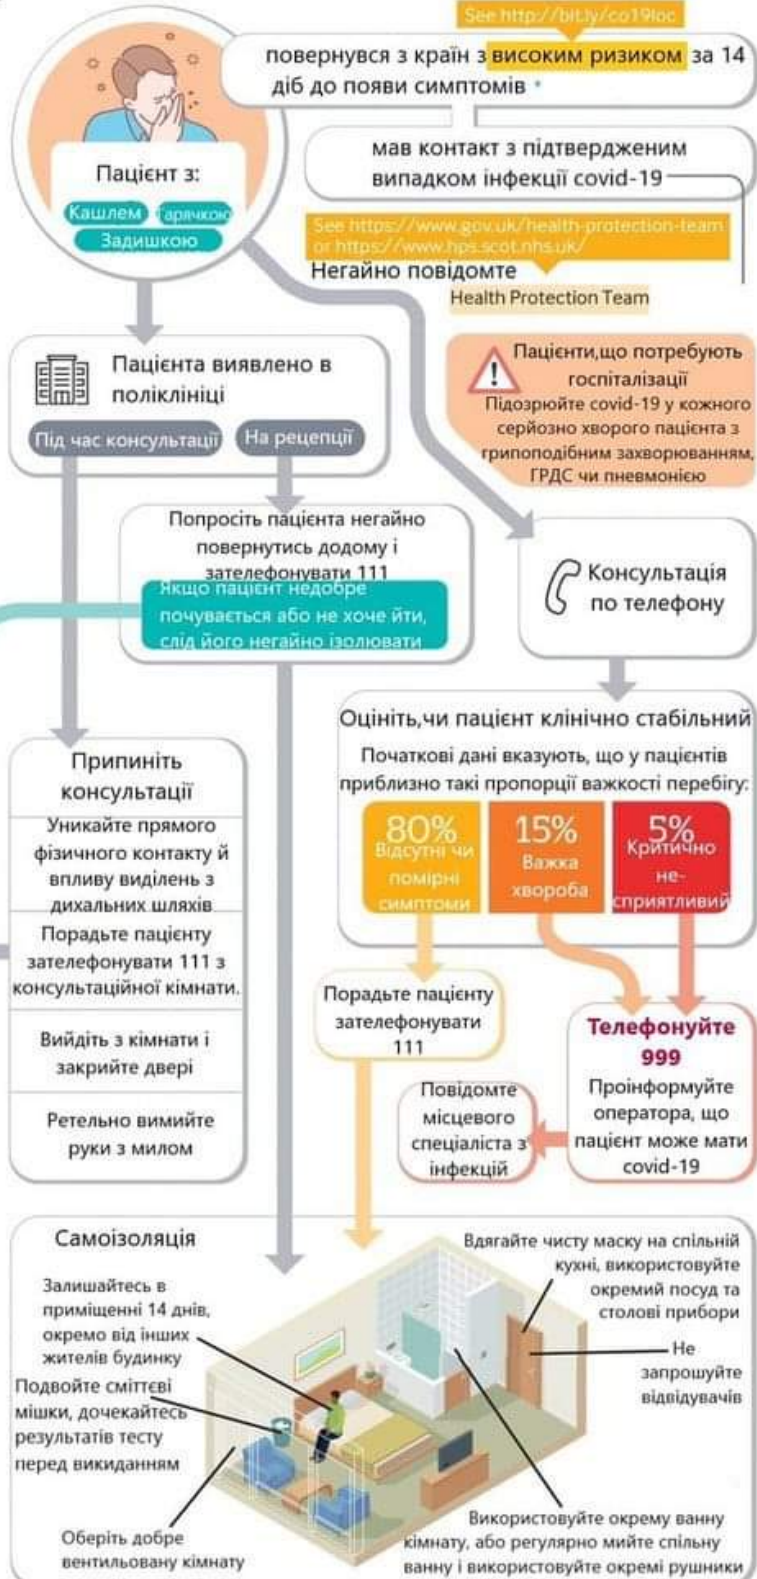 See http://bit.ly/co19loc
повернувся з країн з високим ризиком за 14
діб до появи симптомів *
мав контакт з підтвердженим
випадком інфекції covid-19
Пацієнт з:
Кашлем Гарячкою
Задишкою
See https://www.gov.uk/health-protection-team
or https://www.hps.scot.nhs.uk/
Негайно повідомте
Health Protection Team
Пацієнта виявлено в
поліклініці
Під час консультації На рецепції
Пацієнти,що потребують
госпіталізації
Підозрюйте covid-19 у кожного
серйозно хворого пацієнта з
грипоподібним захворюванням,
ГРДС чи пневмонією
Попросіть пацієнта негайно
повернутись додому і
зателефонувати 111
Якщо пацієнт недобре
почувається або не хоче йти,
слід його негайно ізолювати
Консультація
по телефону
Оцініть,чи пацієнт клінічно стабільний
Початкові дані вказують, що у пацієнтів
приблизно такі пропорції важкості перебігу:
80%
Відсутні чи
помірні
симптоми
15%
Важка
хвороба
5%
Критично
не-
сприятливий
Припиніть
консультації
Уникайте прямого
фізичного контакту й
впливу виділень з
дихальних шляхів
Порадьте пацієнту
зателефонувати 111 з
консультаційної кімнати.
Вийдіть з кімнати і
закрийте двері
Ретельно вимийте
руки з милом
Порадьте пацієнту
зателефонувати
111
Телефонуйте
999
Проінформуйте
оператора, що
пацієнт може мати
covid-19
Повідомте
місцевого
спеціаліста з
інфекцій
Самоізоляція
Залишайтесь в
приміщенні 14 днів,
окремо від інших
жителів будинку
Подвойте сміттєві
мішки, дочекайтесь
результатів тесту
перед викиданням
Оберіть добре
вентильовану кімнату
Вдягайте чисту маску на спільній
кухні, використовуйте
окремий посуд та
столові прибори
Не
запрошуйте
відвідувачів
Використовуйте окрему ванну
кімнату, або регулярно мийте спільну
ванну і використовуйте окремі рушники